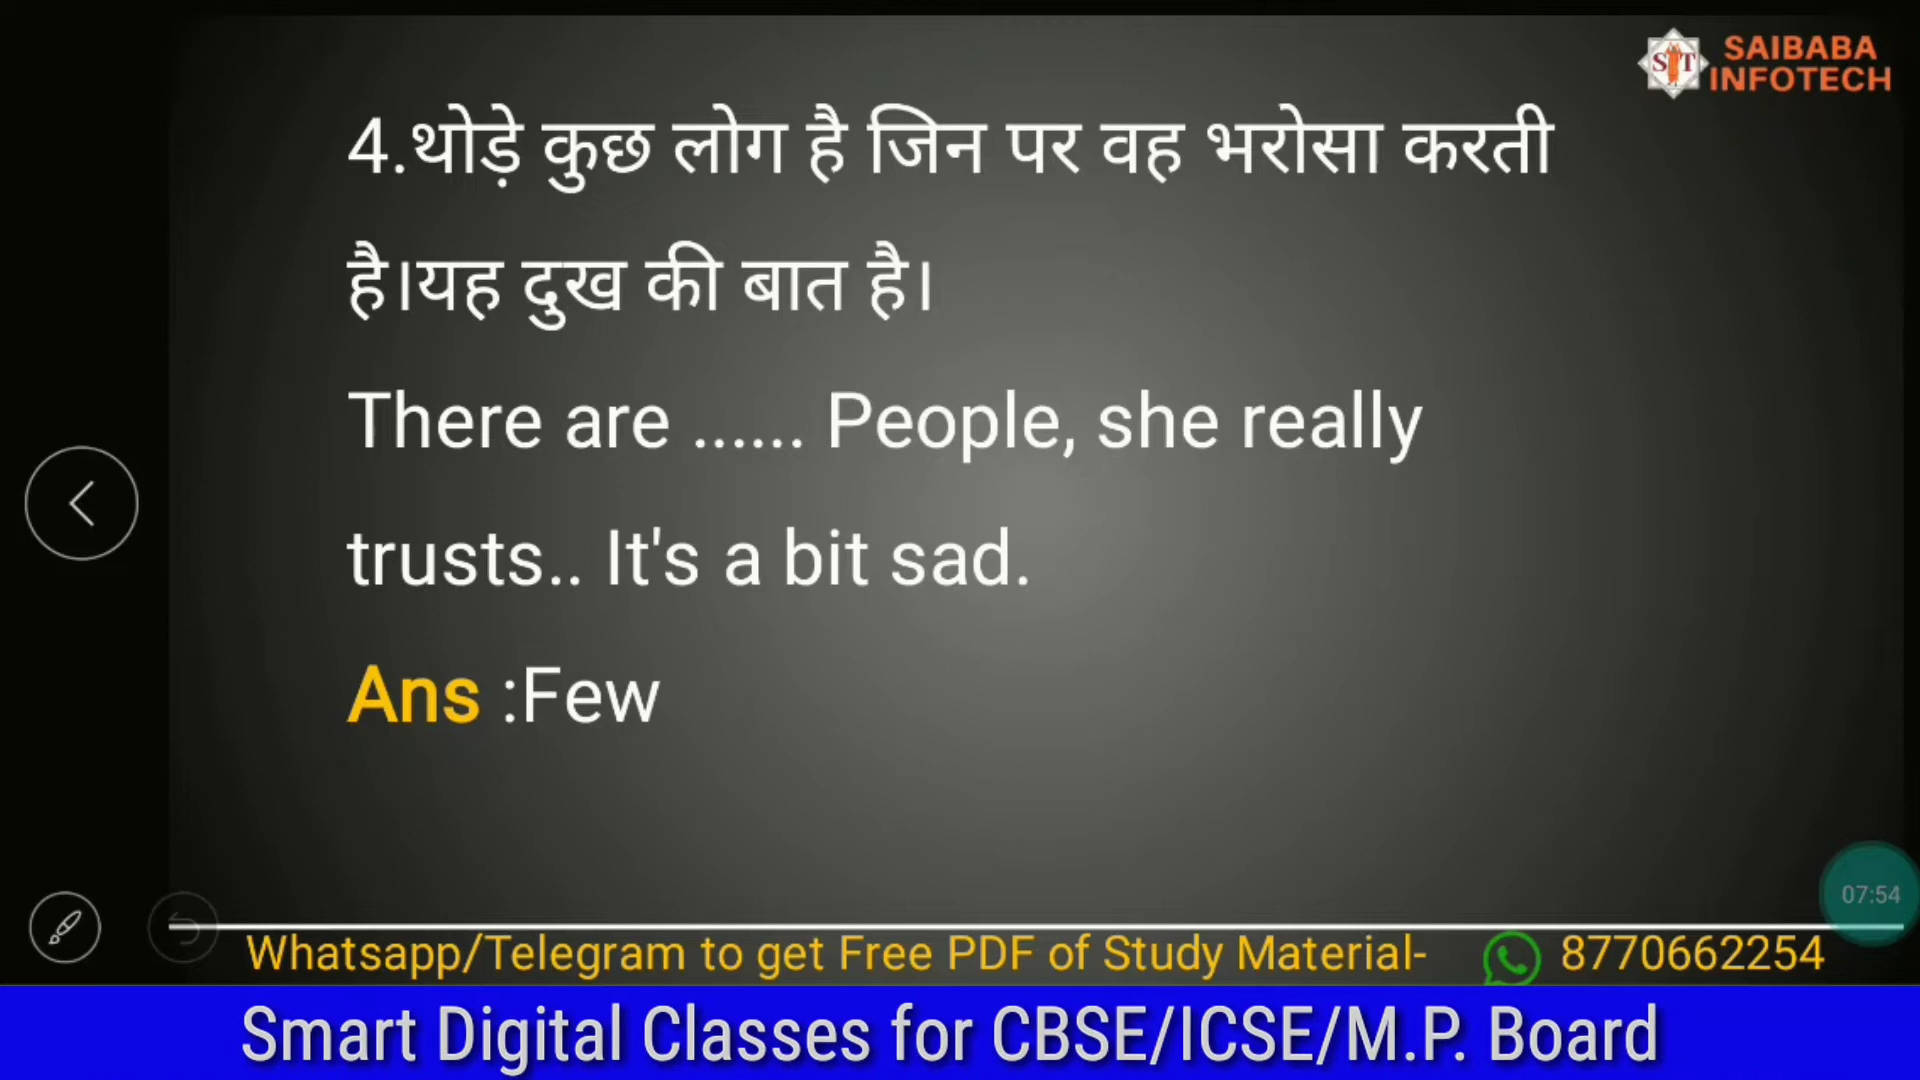 SAIBABA
INFOTECH
4.थोड़े कुछ लोग है जिन पर वह भरोसा करती
है।यह दुख की बात है।
There are ...... People, she really
trusts.. It's a bit sad.
Ans :Few
07:54
Whatsapp/Telegram to get Free PDF of Study Material- 8770662254
Smart Digital Classes for CBSE/ICSE/M.P. Board